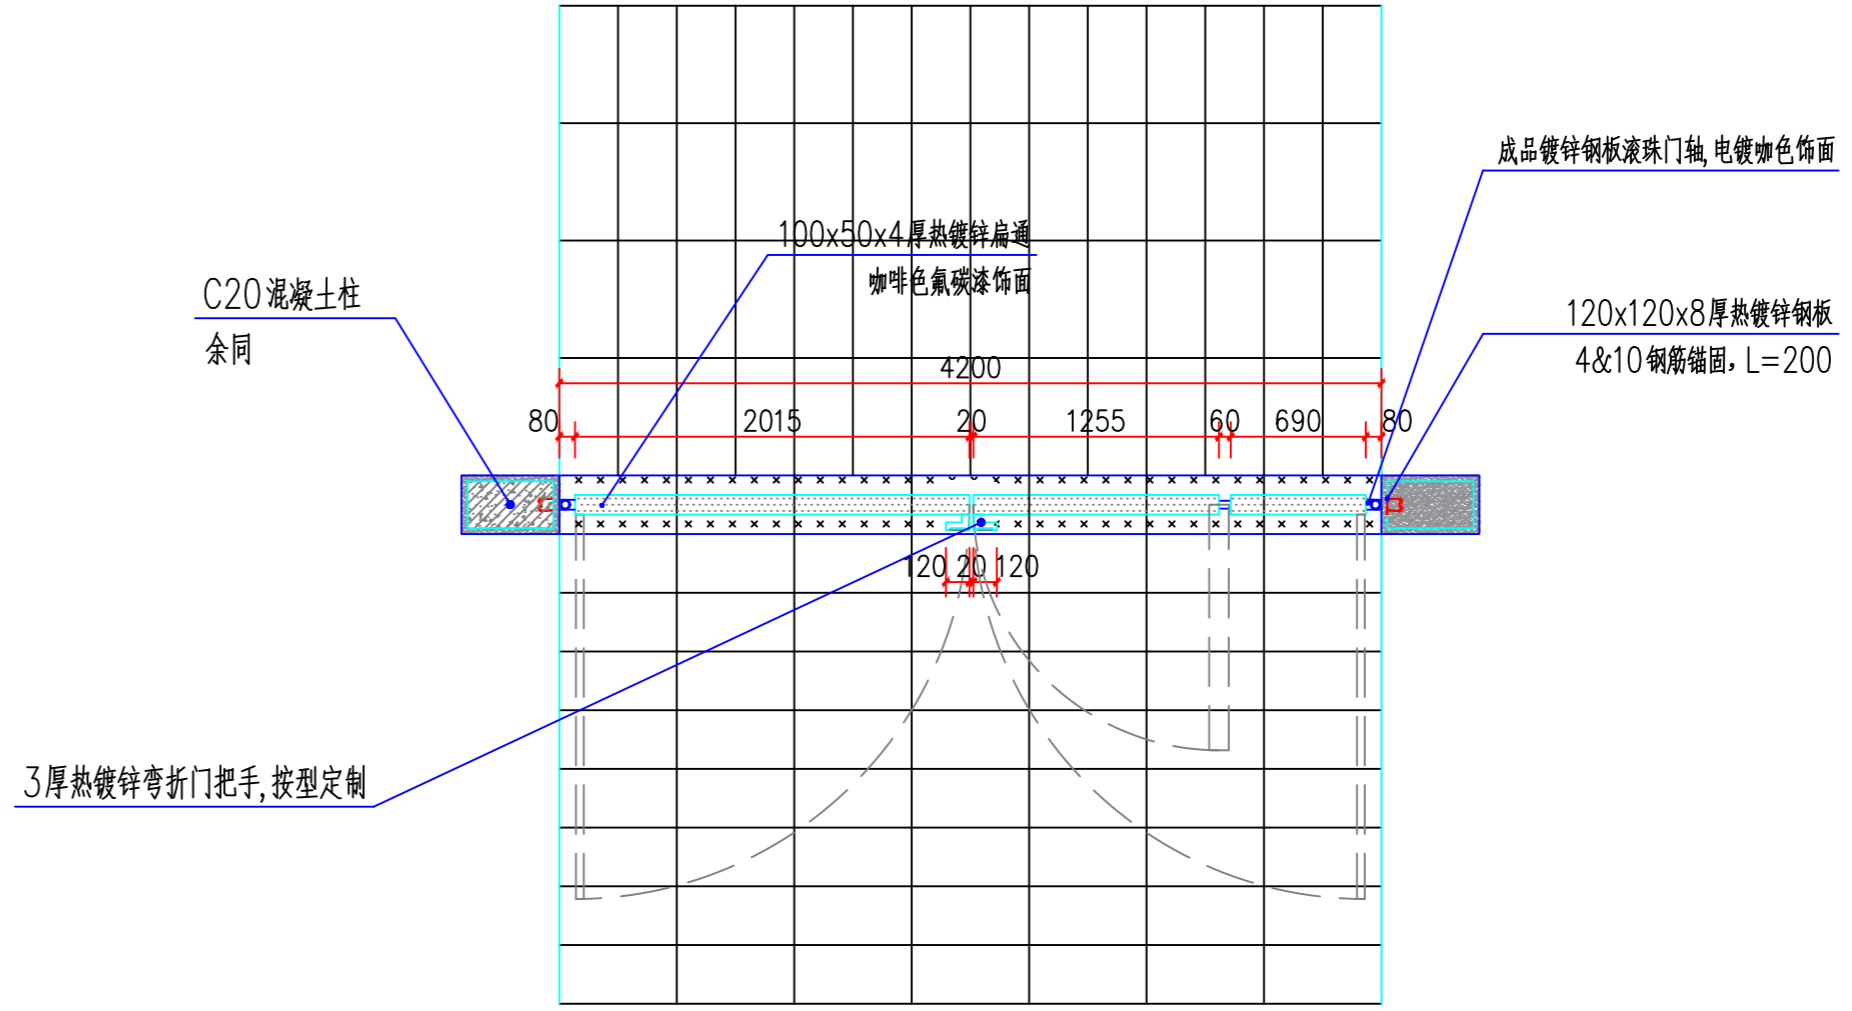 成品镀锌钢板滚珠门轴,电镀咖色饰面
100x50x4厚热镀锌扁通
咖啡色氟碳漆饰面
C20混凝土柱
余同
120x120x8厚热镀锌钢板
4&10钢筋锚固，L=200
4200
80 2015 20 1255 60 690 80
120 20 120
3厚热镀锌弯折门把手,按型定制